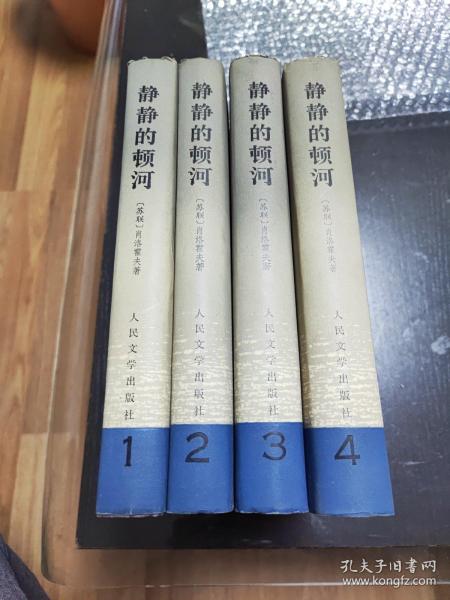 静静的顿河
〔苏联〕肖洛霍夫著
人民文学出版社
1
静静的顿河
〔苏联〕肖洛霍夫著
人民文学出版社
2
静静的顿河
〔苏联〕肖洛霍夫著
人民文学出版社
3
静静的顿河
〔苏联〕肖洛霍夫著
人民文学出版社
4
孔夫子旧书网
www.kongfz.com